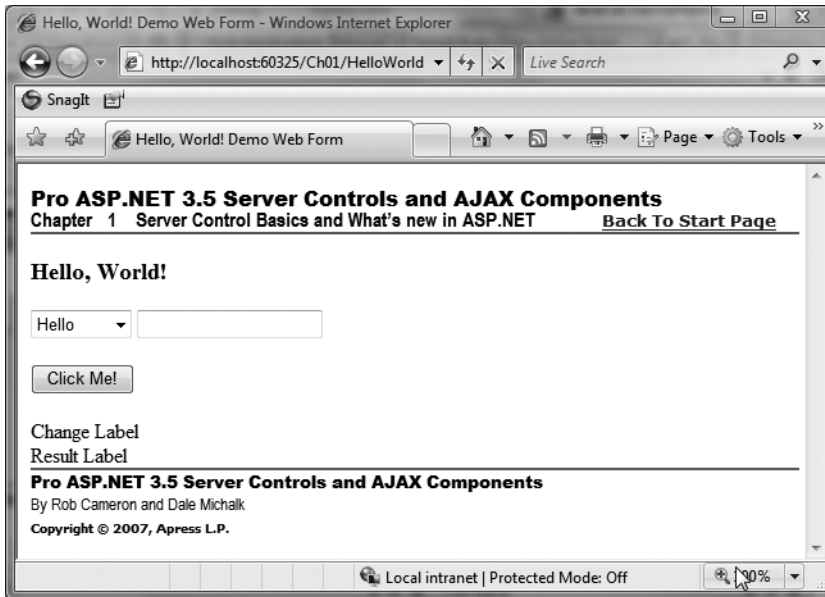 Hello, World! Demo Web Form - Windows Internet Explorer
http://localhost:60325/Ch01/HelloWorld
Live Search
SnagIt
Hello, World! Demo Web Form
Page
Tools
Pro ASP.NET 3.5 Server Controls and AJAX Components
Chapter 1 Server Control Basics and What's new in ASP.NET Back To Start Page
Hello, World!
Hello
Click Me!
Change Label
Result Label
Pro ASP.NET 3.5 Server Controls and AJAX Components
By Rob Cameron and Dale Michalk
Copyright © 2007, Apress L.P.
Local intranet | Protected Mode: Off